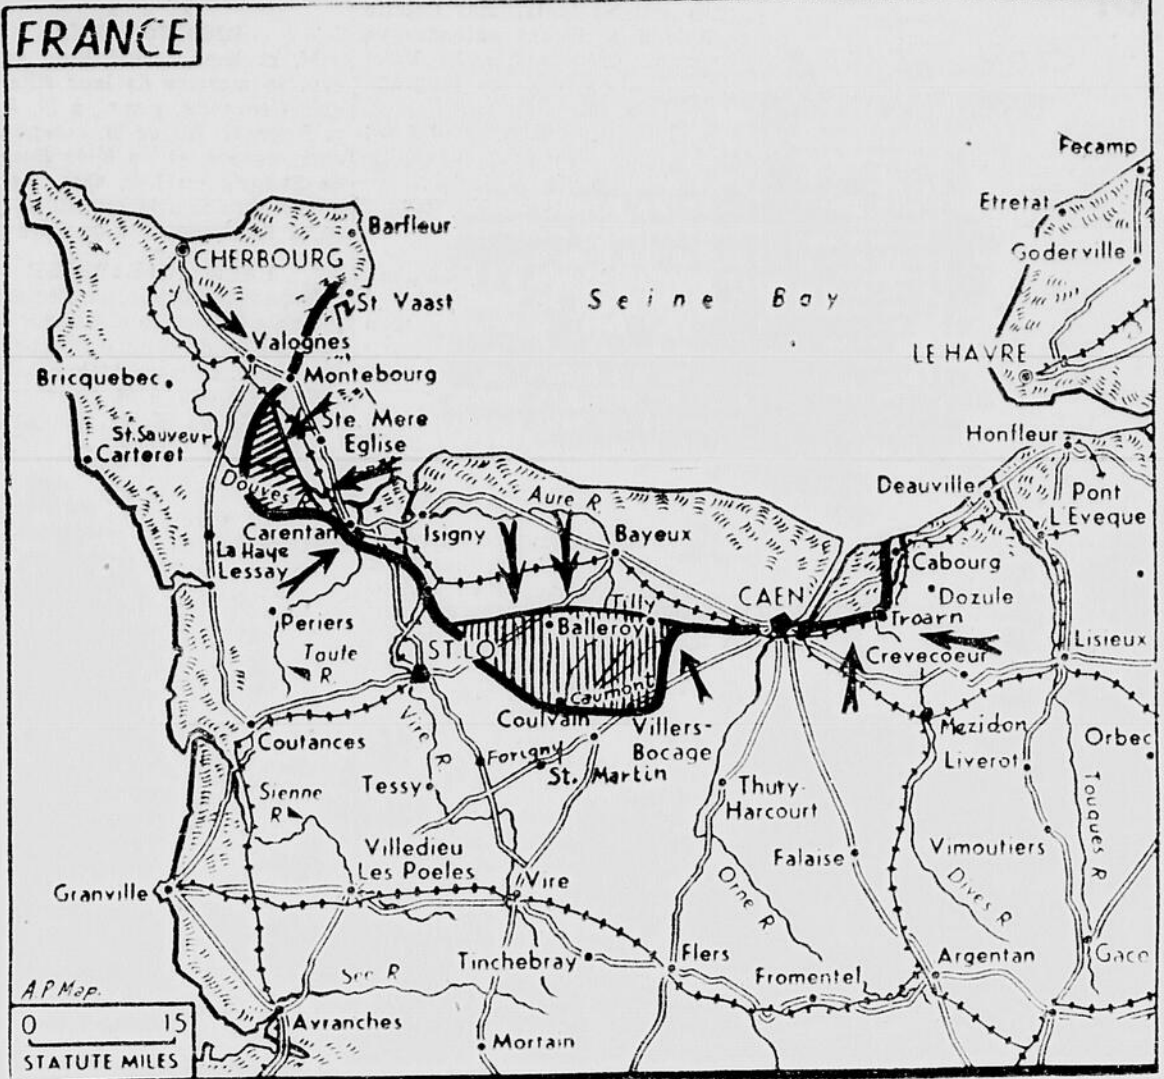 FRANCE
Fecamp
Etretat
Goderville
Barfleur
CHERBOURG
St Vaast
Seine Bay
Valognes
LE HAVRE
Bricquebec
Montebourg
Ste Mere
Eglise
St. Sauveur
Carteret
Honfleur
Douves R.
Aure R
Deauville
Pont
L'Eveque
Carentan
Isigny
Bayeux
La Haye
Lessay
Cabourg
CAEN
Dozule
Tilly
Periers
Balleroy
Troarn
Lisieux
ST. LO
Taute
R.
Crevecoeur
Caumont
Coulvain
Villers-
Bocage
Vire R.
Coutances
Forigny
St. Martin
Mezidon
Orbec
Liverot
Tessy
Thury-
Harcourt
Sienne
R
Touques R
Villedieu
Les Poeles
Falaise
Vimoutiers
Granville
Vire
Orne R
Dives R
Tinchebray
Flers
Fromentel
Argentan
Gace
See R
A.P. Map.
0 15
STATUTE MILES
Avranches
Mortain